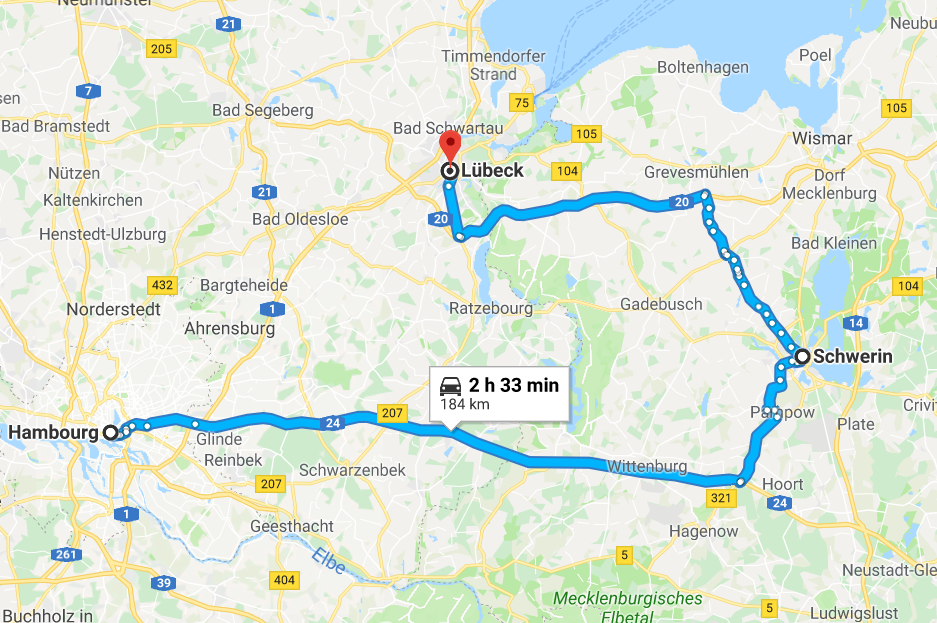 Neumünster
21
205
Timmendorfer
Strand
Boltenhagen
Poel
Neubu
7
75
105
Bad Segeberg
Bad Bramstedt
Bad Schwartau
105
Wismar
104
Lübeck
Nützen
Grevesmühlen
Dorf
Mecklenburg
21
Kaltenkirchen
20
20
Bad Oldesloe
Henstedt-Ulzburg
Bad Kleinen
432
Bargteheide
104
Norderstedt
1
Ratzebourg
Gadebusch
Ahrensburg
14
Schwerin
2 h 33 min
184 km
207
24
Pampow
Crivi
Plate
Hambourg
Glinde
Reinbek
Schwarzenbek
Wittenburg
207
321
Hoort
24
1
Geesthacht
Hagenow
261
Elbe
5
39
404
Neustadt-Gle
Mecklenburgisches
Elbetal
5
Ludwigslust
Buchholz in